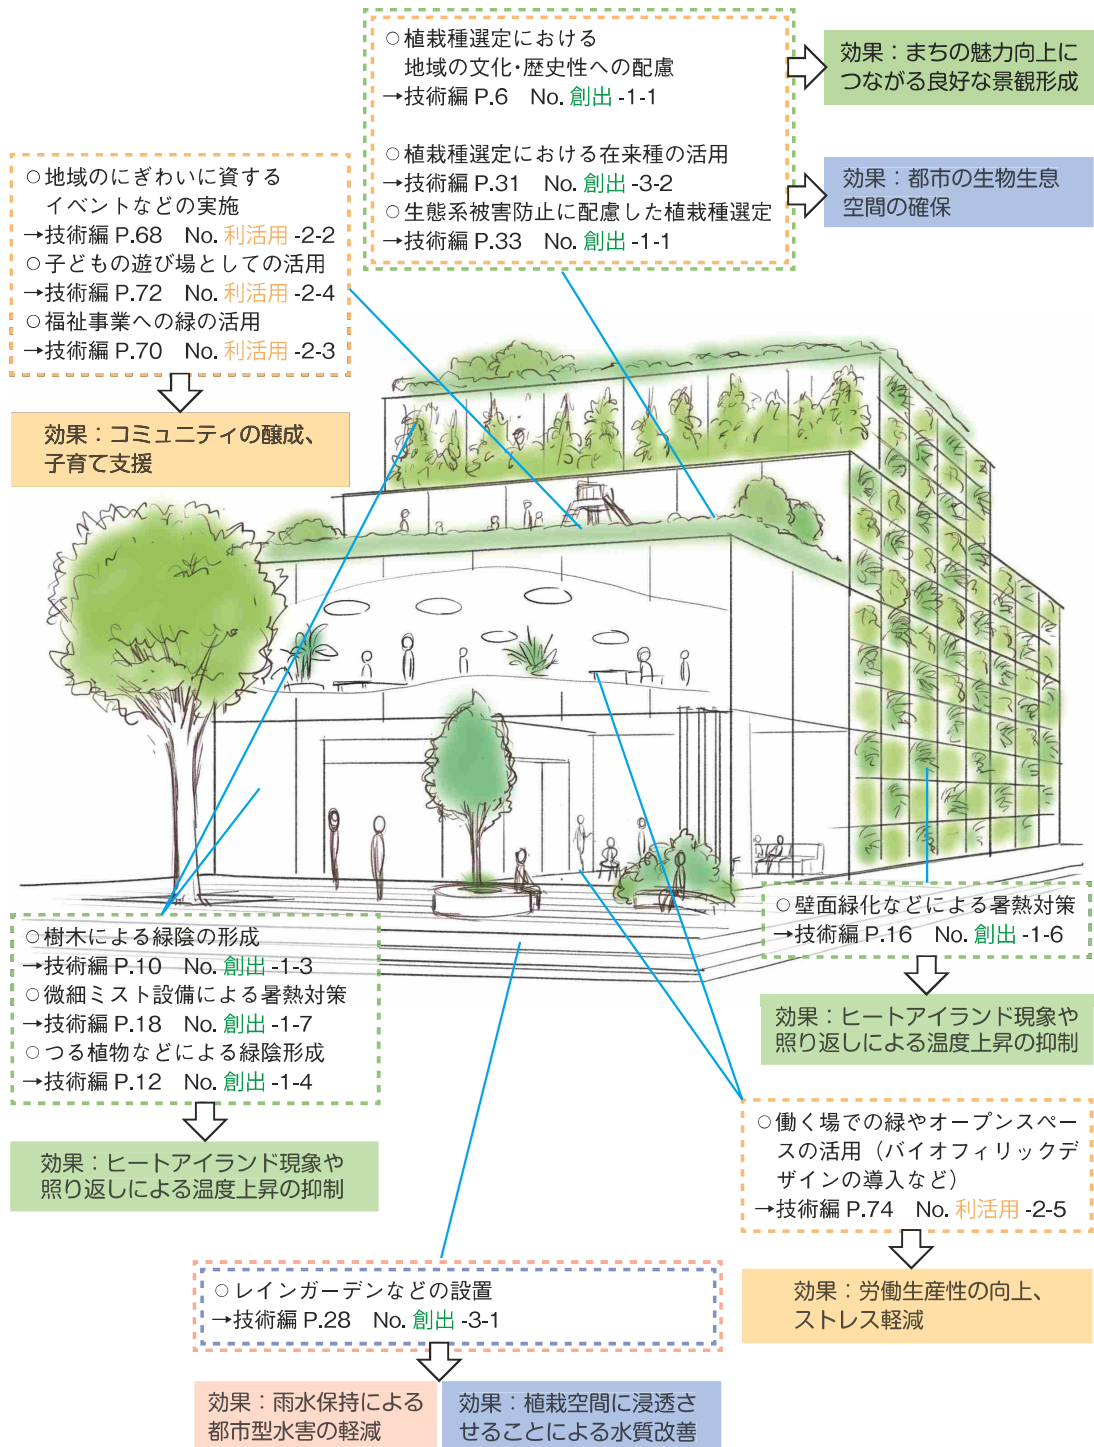 ○植栽種選定における
地域の文化･歴史性への配慮
→技術編 P.6　No. 創出 -1-1
○植栽種選定における在来種の活用
→技術編 P.31　No. 創出 -3-2
○生態系被害防止に配慮した植栽種選定
→技術編 P.33　No. 創出 -1-1
効果：まちの魅力向上に
つながる良好な景観形成
効果：都市の生物生息
空間の確保
○地域のにぎわいに資する
イベントなどの実施
→技術編 P.68　No. 利活用 -2-2
○子どもの遊び場としての活用
→技術編 P.72　No. 利活用 -2-4
○福祉事業への緑の活用
→技術編 P.70　No. 利活用 -2-3
効果：コミュニティの醸成、
子育て支援
○樹木による緑陰の形成
→技術編 P.10　No. 創出 -1-3
○微細ミスト設備による暑熱対策
→技術編 P.18　No. 創出 -1-7
○つる植物などによる緑陰形成
→技術編 P.12　No. 創出 -1-4
効果：ヒートアイランド現象や
照り返しによる温度上昇の抑制
○壁面緑化などによる暑熱対策
→技術編 P.16　No. 創出 -1-6
効果：ヒートアイランド現象や
照り返しによる温度上昇の抑制
○働く場での緑やオープンスペー
スの活用（バイオフィリックデ
ザインの導入など）
→技術編 P.74　No. 利活用 -2-5
効果：労働生産性の向上、
ストレス軽減
○レインガーデンなどの設置
→技術編 P.28　No. 創出 -3-1
効果：雨水保持による
都市型水害の軽減
効果：植栽空間に浸透さ
せることによる水質改善